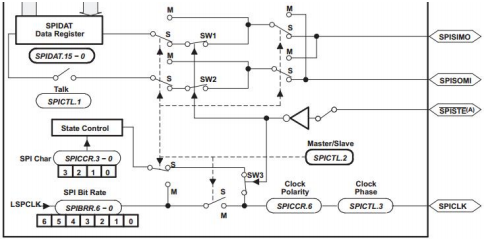 M
SPIDAT
Data Register
S
SW1
M
S
SPISIMO
SPIDAT.15 − 0
M
S
SW2
M
S
SPISOMI
Talk
SPICTL.1
SPISTE(A)
State Control
Master/Slave
SPICTL.2
SPI Char
SPICCR.3 − 0
S
3 2 1 0
M
SW3
LSPCLK
SPI Bit Rate
SPIBRR.6 − 0
6 5 4 3 2 1 0
S
M
Clock
Polarity
SPICCR.6
Clock
Phase
SPICTL.3
SPICLK